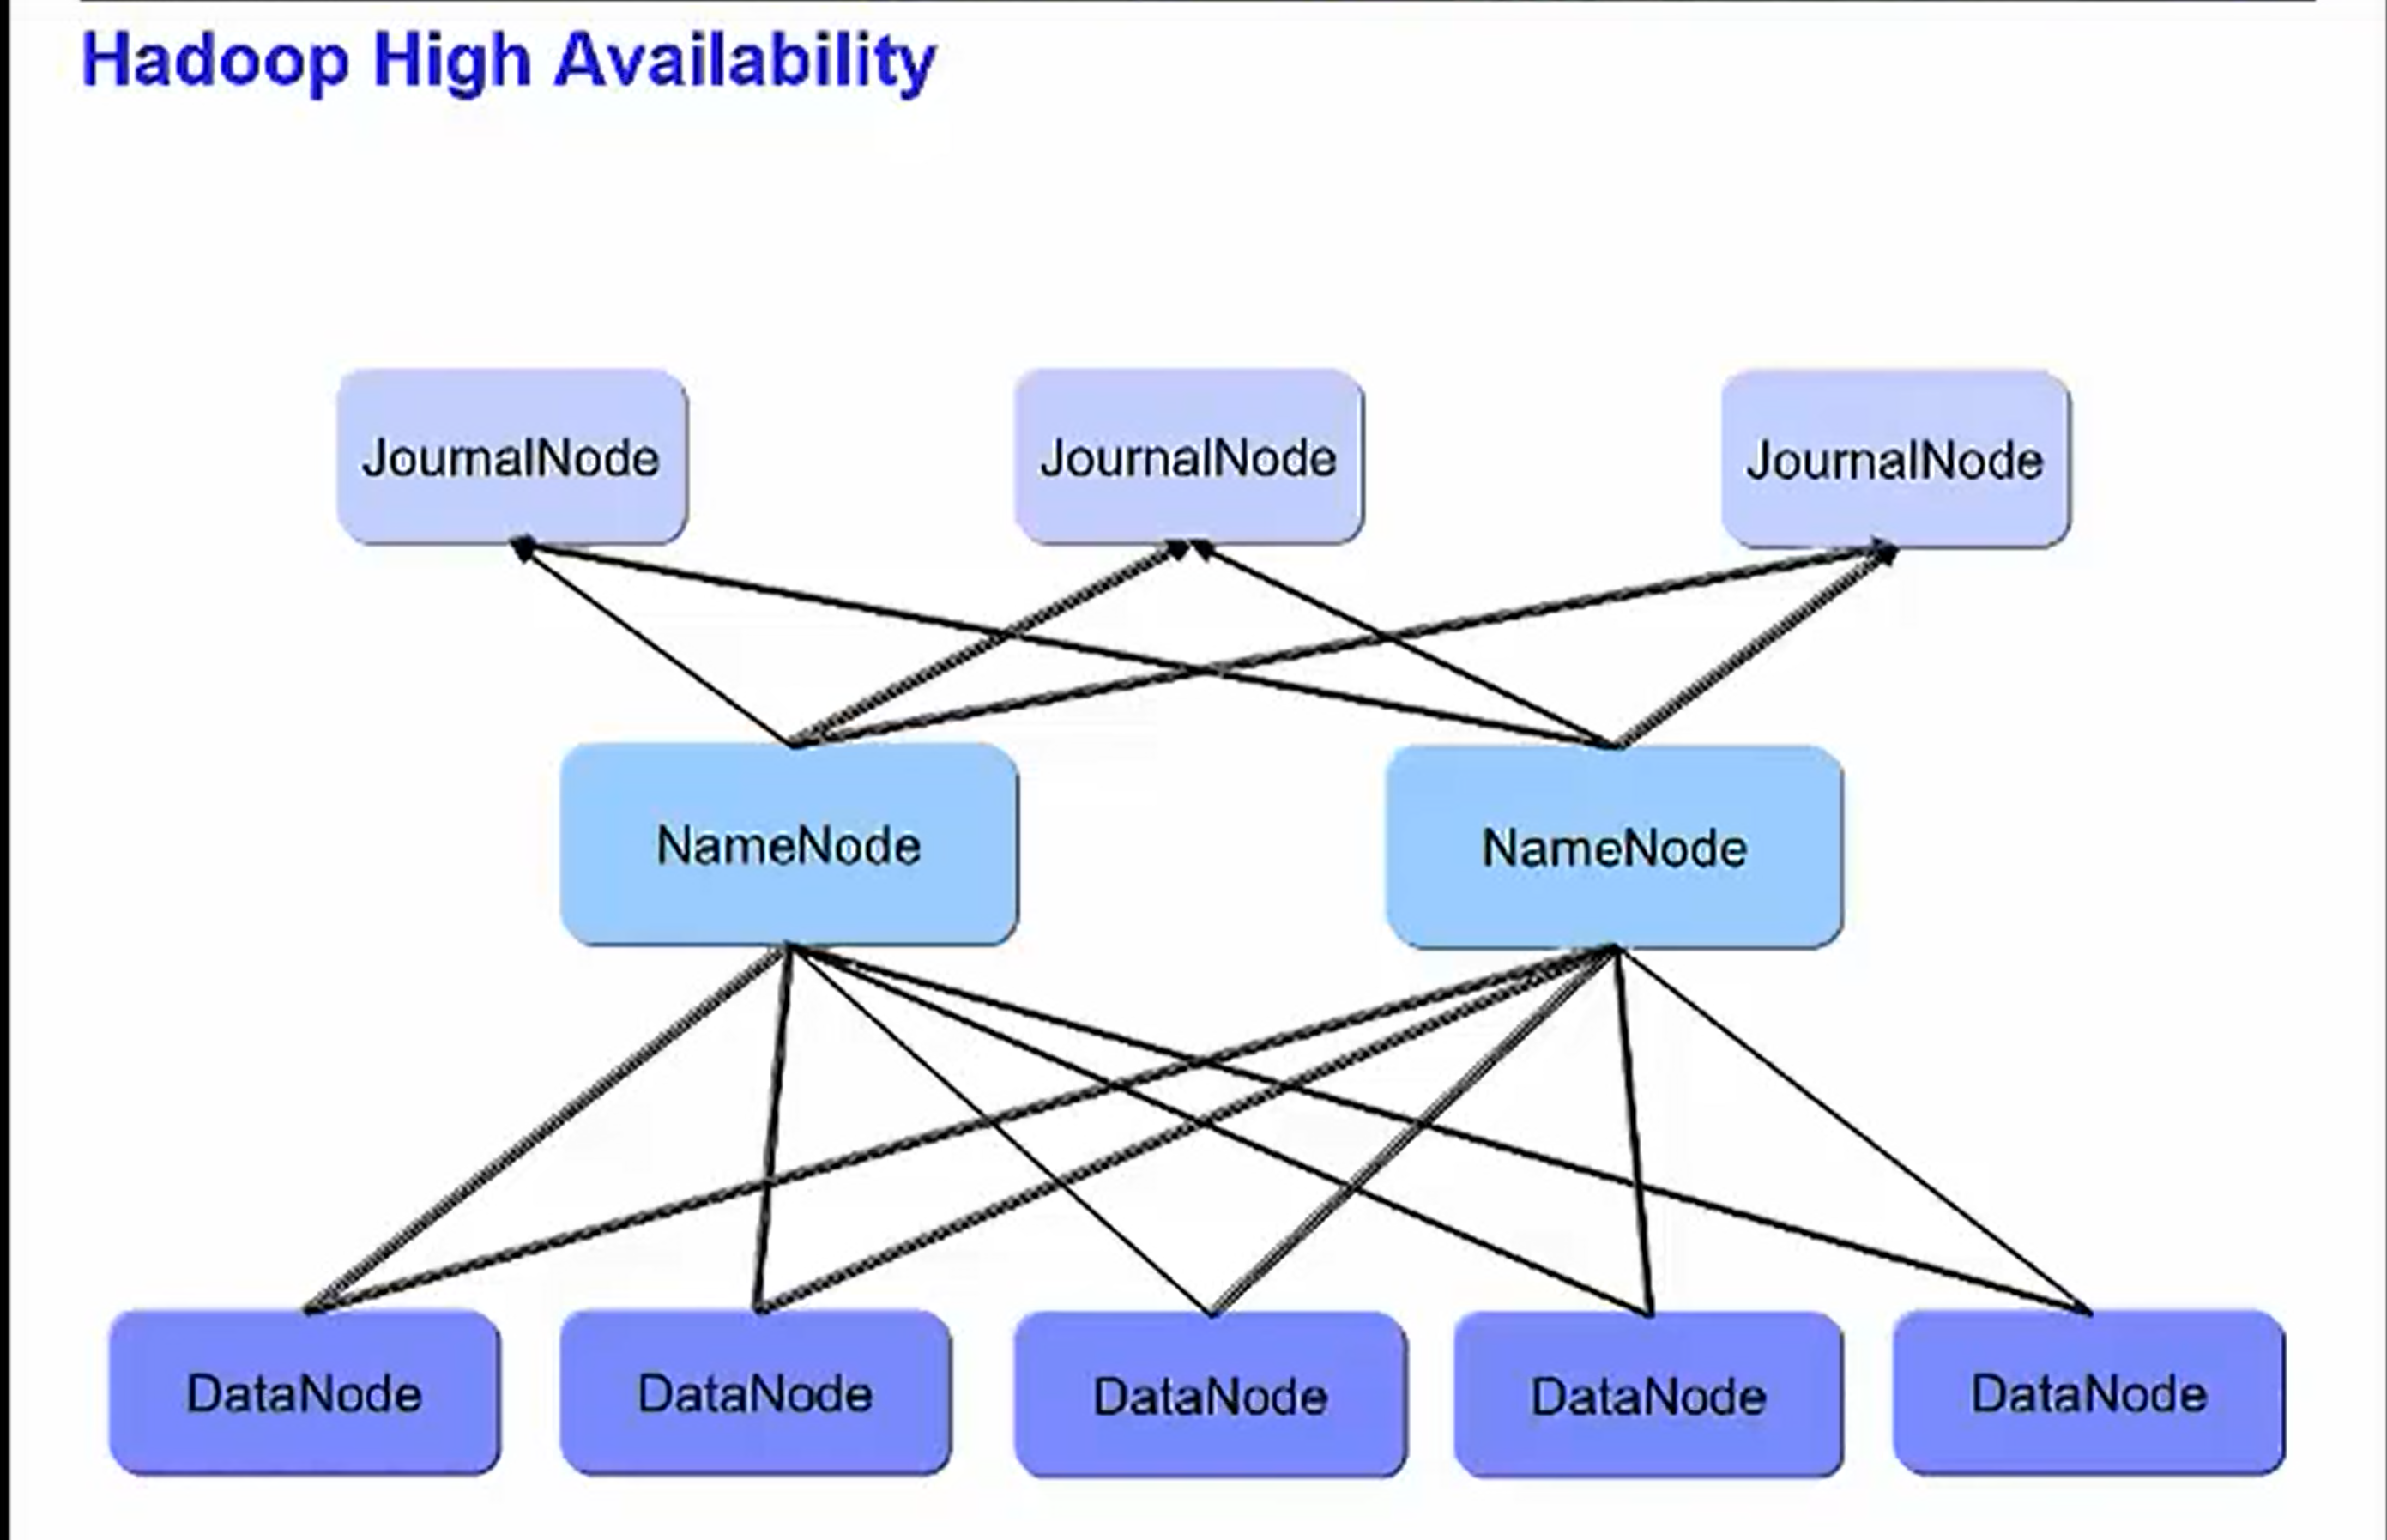 Hadoop High Availability
JournalNode JournalNode JournalNode
NameNode NameNode
DataNode DataNode DataNode DataNode DataNode